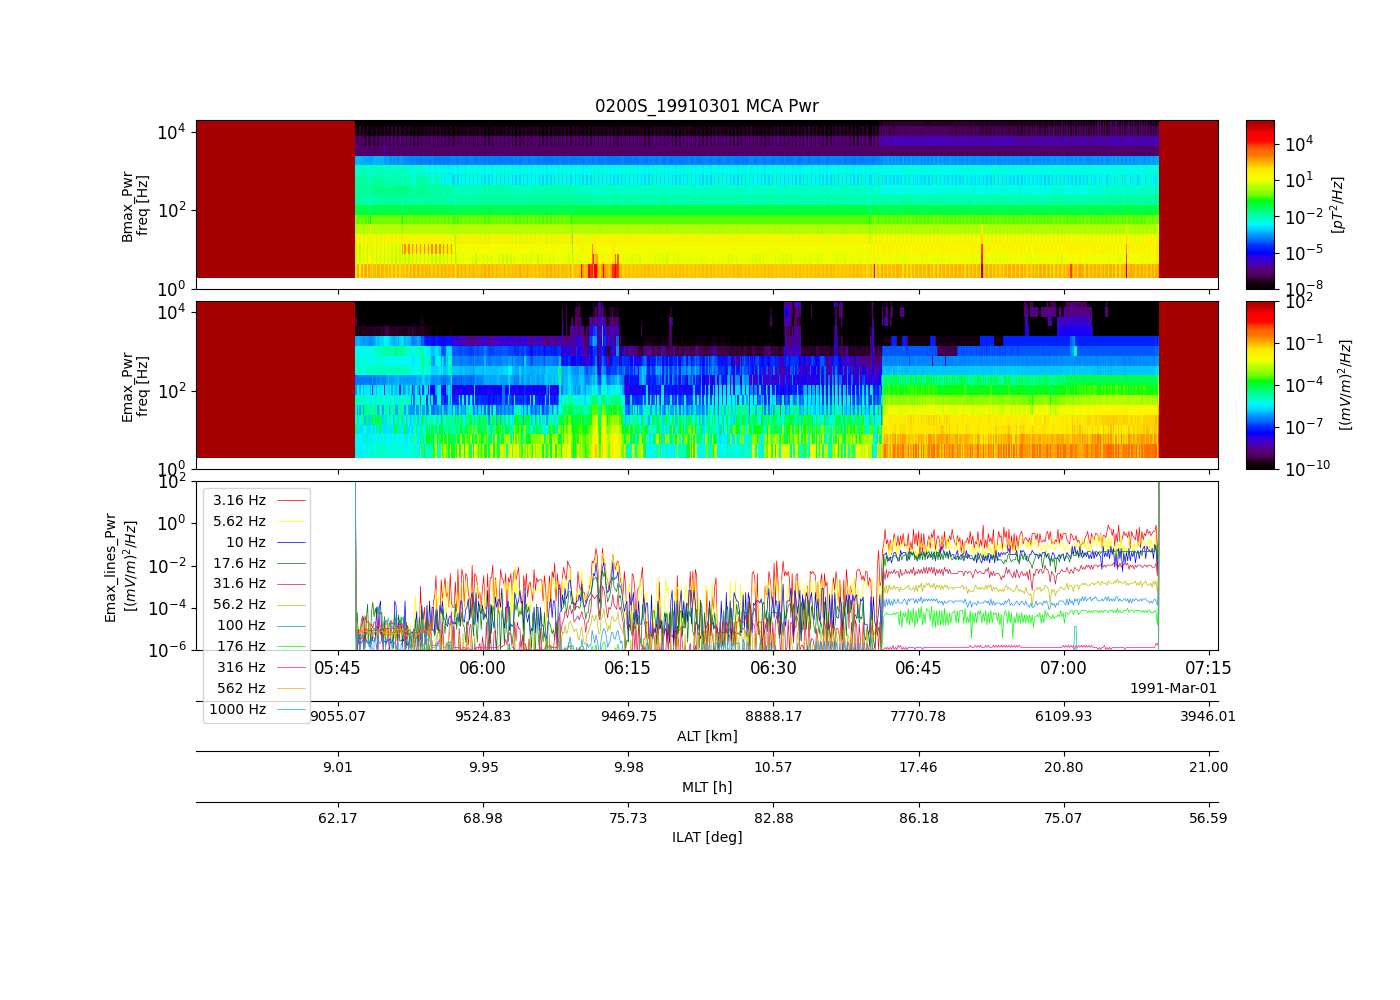 0200S_19910301 MCA Pwr
Bmax_Pwr
freq [Hz]
10^4
10^2
10^0
10^4
10^1
10^-2
10^-5
10^-8
[pT^2/Hz]
Emax_Pwr
freq [Hz]
10^4
10^2
10^0
10^2
10^-1
10^-4
10^-7
10^-10
[(mV/m)^2/Hz]
Emax_lines_Pwr
[(mV/m)^2/Hz]
10^2
10^0
10^-2
10^-4
10^-6
3.16 Hz
5.62 Hz
10 Hz
17.6 Hz
31.6 Hz
56.2 Hz
100 Hz
176 Hz
316 Hz
562 Hz
1000 Hz
05:45 06:00 06:15 06:30 06:45 07:00 07:15
1991-Mar-01
9055.07 9524.83 9469.75 8888.17 7770.78 6109.93 3946.01
ALT [km]
9.01 9.95 9.98 10.57 17.46 20.80 21.00
MLT [h]
62.17 68.98 75.73 82.88 86.18 75.07 56.59
ILAT [deg]